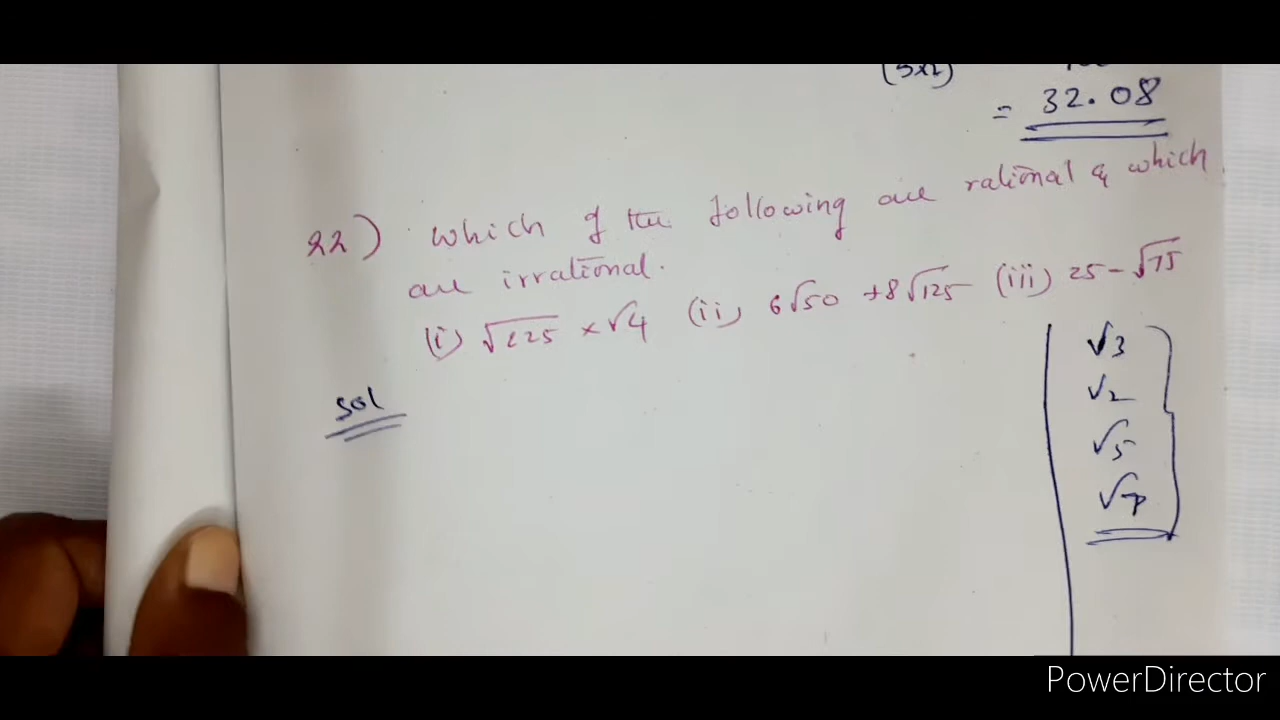 (5x2)
= 32.08
22) which of the following are rational & which
are irrational.
(i) √225 × √4 (ii) 6√50 + 8√125 (iii) 25 - √75
sol
√3
√2
√5
√7
PowerDirector